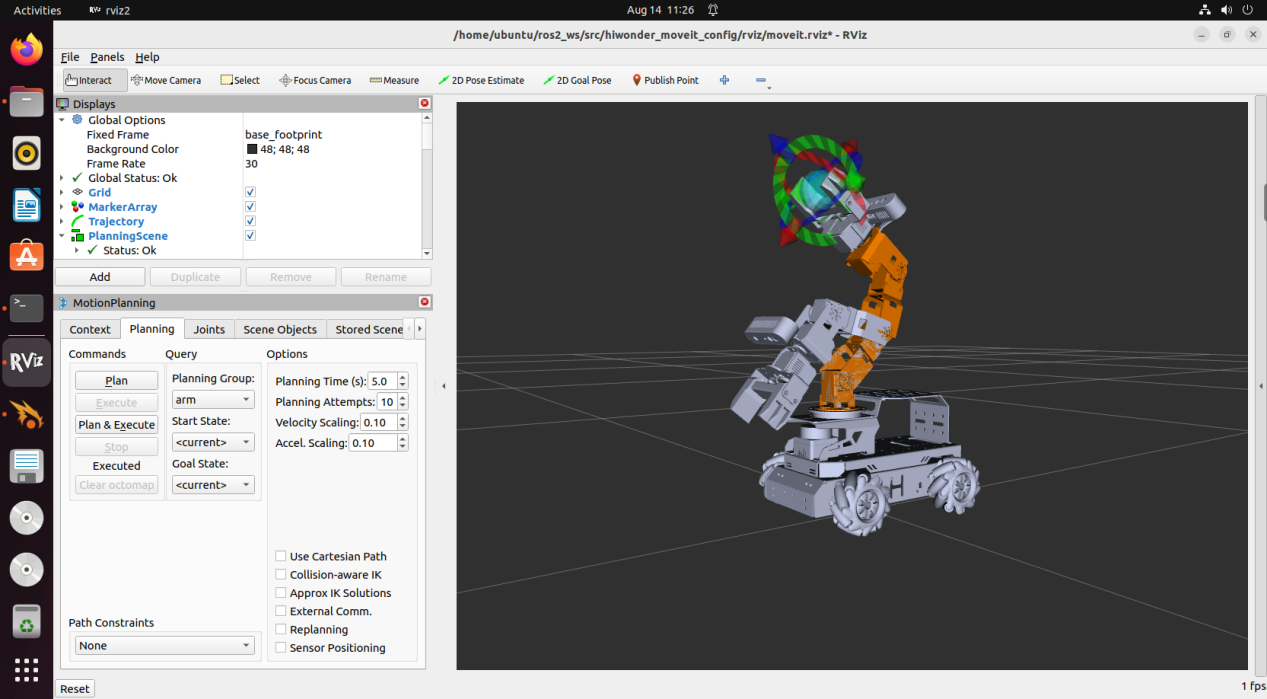 Activities
RViz
rviz2
Aug 14 11:26
/home/ubuntu/ros2_ws/src/hiwonder_moveit_config/rviz/moveit.rviz* - RViz
File Panels Help
Interact Move Camera Select Focus Camera Measure 2D Pose Estimate 2D Goal Pose Publish Point
Displays
Global Options
Fixed Frame base_footprint
Background Color 48; 48; 48
Frame Rate 30
Global Status: Ok
Grid
MarkerArray
Trajectory
PlanningScene
Status: Ok
Add Duplicate Remove Rename
MotionPlanning
Context Planning Joints Scene Objects Stored Scene
Commands Query Options
Plan
Execute
Plan & Execute
Stop
Executed
Clear octomap
Planning Group:
arm
Start State:
<current>
Goal State:
<current>
Planning Time (s): 5.0
Planning Attempts: 10
Velocity Scaling: 0.10
Accel. Scaling: 0.10
Use Cartesian Path
Collision-aware IK
Approx IK Solutions
External Comm.
Replanning
Sensor Positioning
Path Constraints
None
Reset
1 fps
RViz